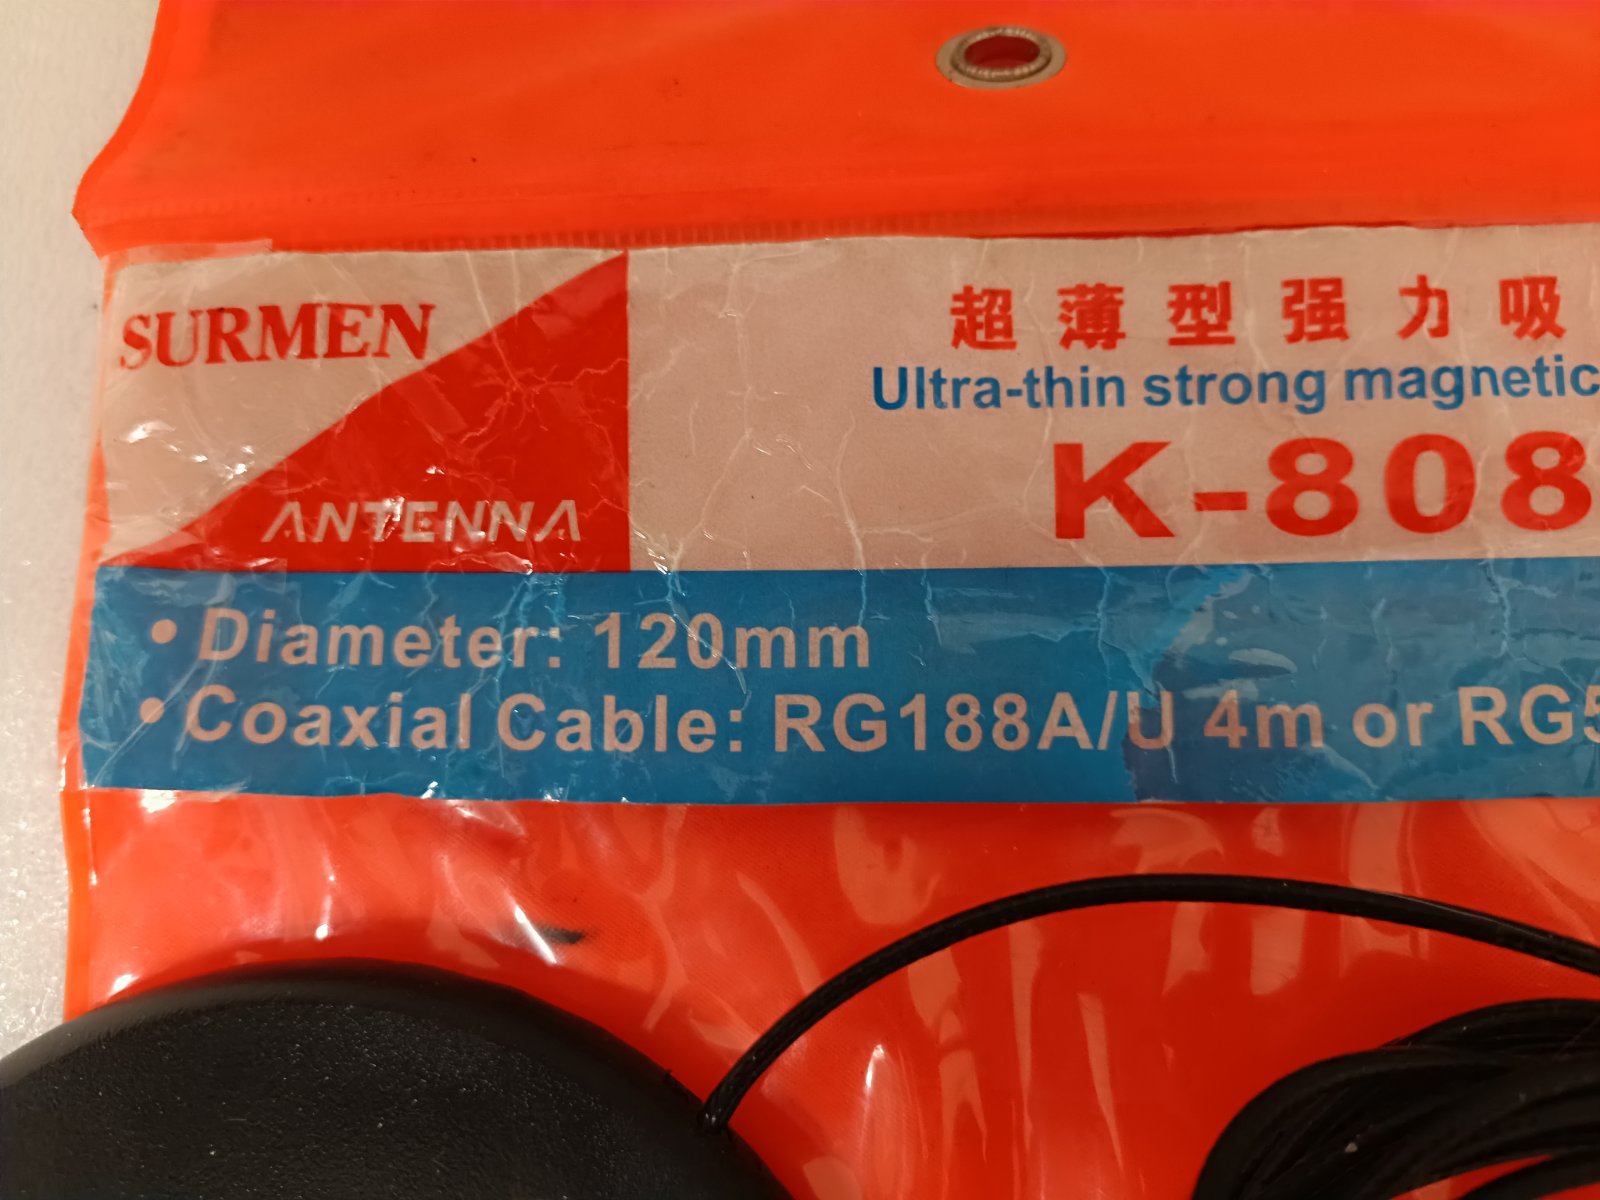 SURMEN
ANTENNA
超薄型强力吸
Ultra-thin strong magnetic
K-808
• Diameter: 120mm
• Coaxial Cable: RG188A/U 4m or RG5